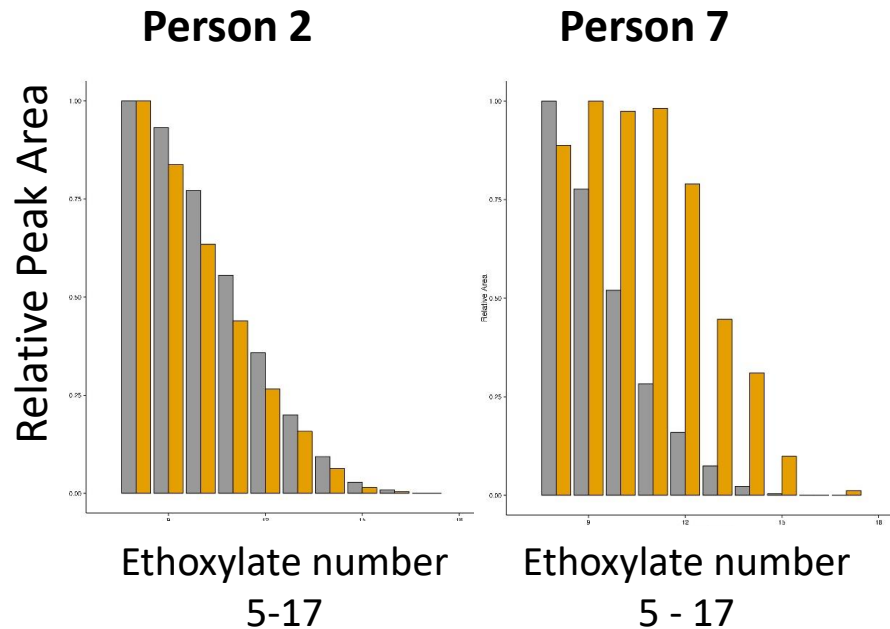 Person 2
Person 7
Relative Peak Area
1.00
0.75
0.50
0.25
0.00
9 12 15 18
Ethoxylate number
5-17
Relative Area
1.00
0.75
0.50
0.25
0.00
9 12 15 18
Ethoxylate number
5 - 17